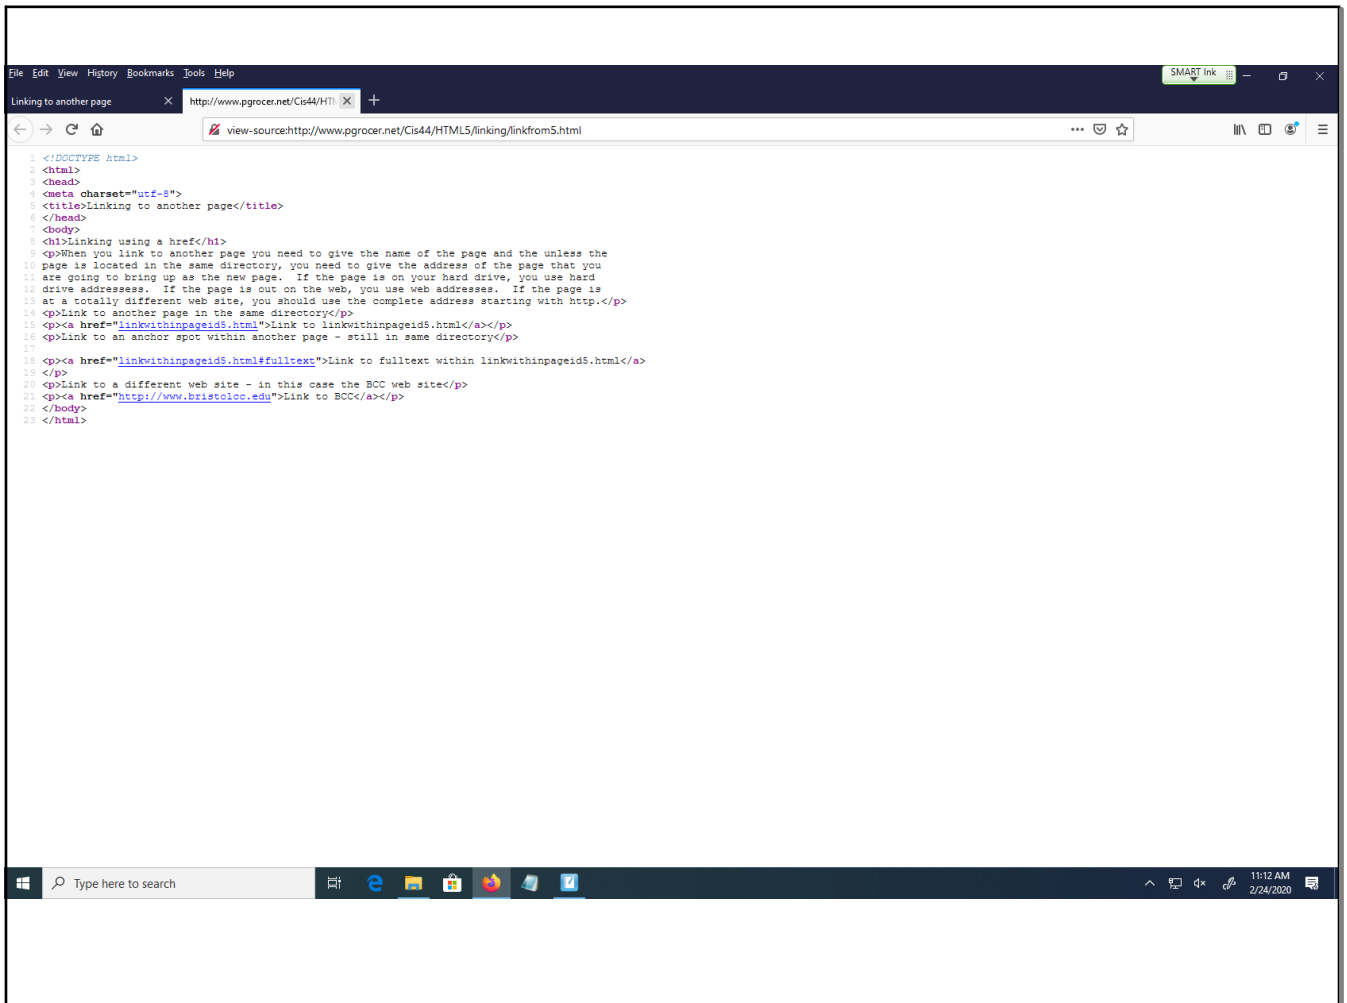 File Edit View History Bookmarks Tools Help
SMART Ink
Linking to another page
http://www.pgrocer.net/Cis44/HTM
view-source:http://www.pgrocer.net/Cis44/HTML5/linking/linkfrom5.html
1 <!DOCTYPE html>
2 <html>
3 <head>
4 <meta charset="utf-8">
5 <title>Linking to another page</title>
6 </head>
7 <body>
8 <h1>Linking using a href</h1>
9 <p>When you link to another page you need to give the name of the page and the unless the
10 page is located in the same directory, you need to give the address of the page that you
11 are going to bring up as the new page.  If the page is on your hard drive, you use hard
12 drive addressess.  If the page is out on the web, you use web addresses.  If the page is
13 at a totally different web site, you should use the complete address starting with http.</p>
14 <p>Link to another page in the same directory</p>
15 <p><a href="linkwithinpageid5.html">Link to linkwithinpageid5.html</a></p>
16 <p>Link to an anchor spot within another page - still in same directory</p>
17
18 <p><a href="linkwithinpageid5.html#fulltext">Link to fulltext within linkwithinpageid5.html</a>
19 </p>
20 <p>Link to a different web site - in this case the BCC web site</p>
21 <p><a href="http://www.bristolcc.edu">Link to BCC</a></p>
22 </body>
23 </html>
Type here to search
11:12 AM
2/24/2020